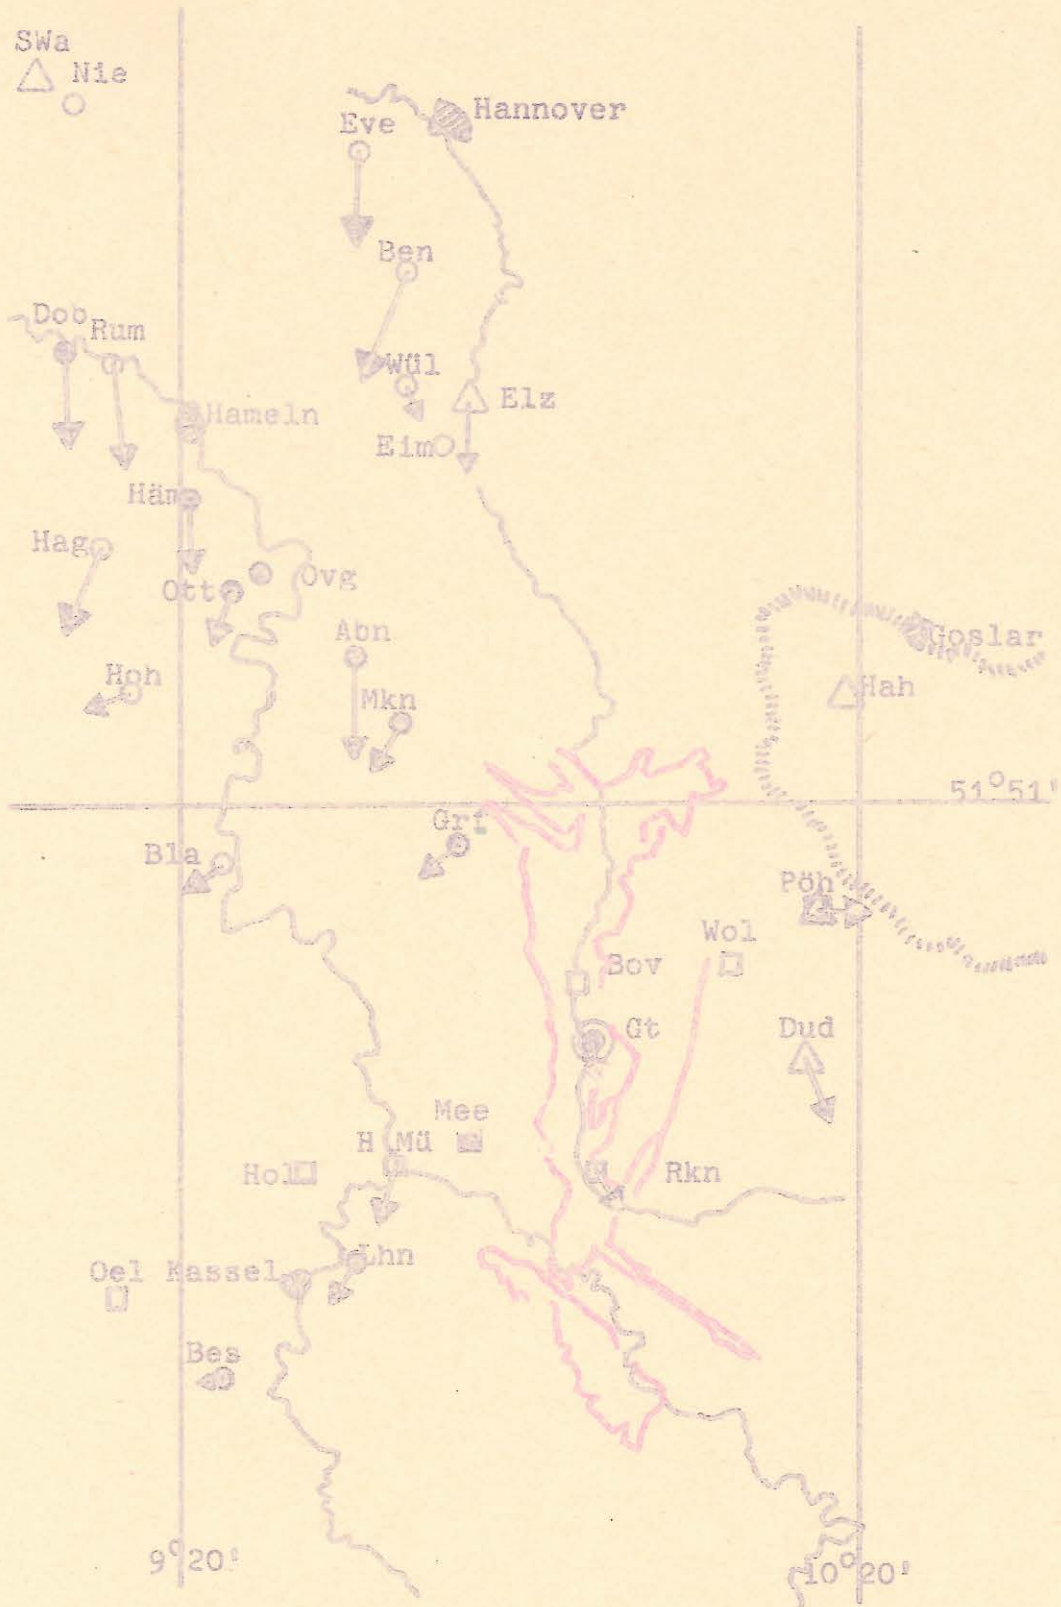 SWa
Nie
Hannover
Eve
Ben
Dob
Rum
Wül
Elz
Hameln
Eim
Häm
Hag
Ott
Ovg
Abn
Goslar
Hoh
Hah
Mkn
51°51'
Grf
Bla
Pöh
Wol
Bov
Gt
Dud
Mee
H Mü
Hol
Rkn
Lhn
Oel Kassel
Bes
9°20'
10°20'